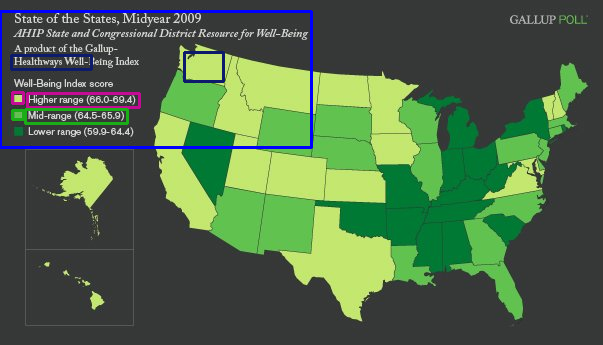 State of the States, Midyear 2009
GALLUP POLL
AHIP State and Congressional District Resource for Well-Being
A product of the Gallup-
Healthways Well-Being Index
Well-Being Index score
Higher range (66.0-69.4)
Mid-range (64.5-65.9)
Lower range (59.9-64.4)